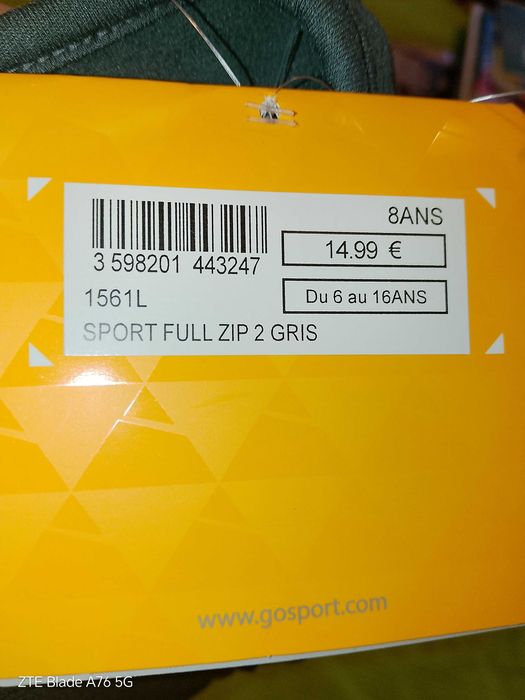 8ANS
14.99 €
3 598201 443247
1561L
Du 6 au 16ANS
SPORT FULL ZIP 2 GRIS
www.gosport.com
ZTE Blade A76 5G